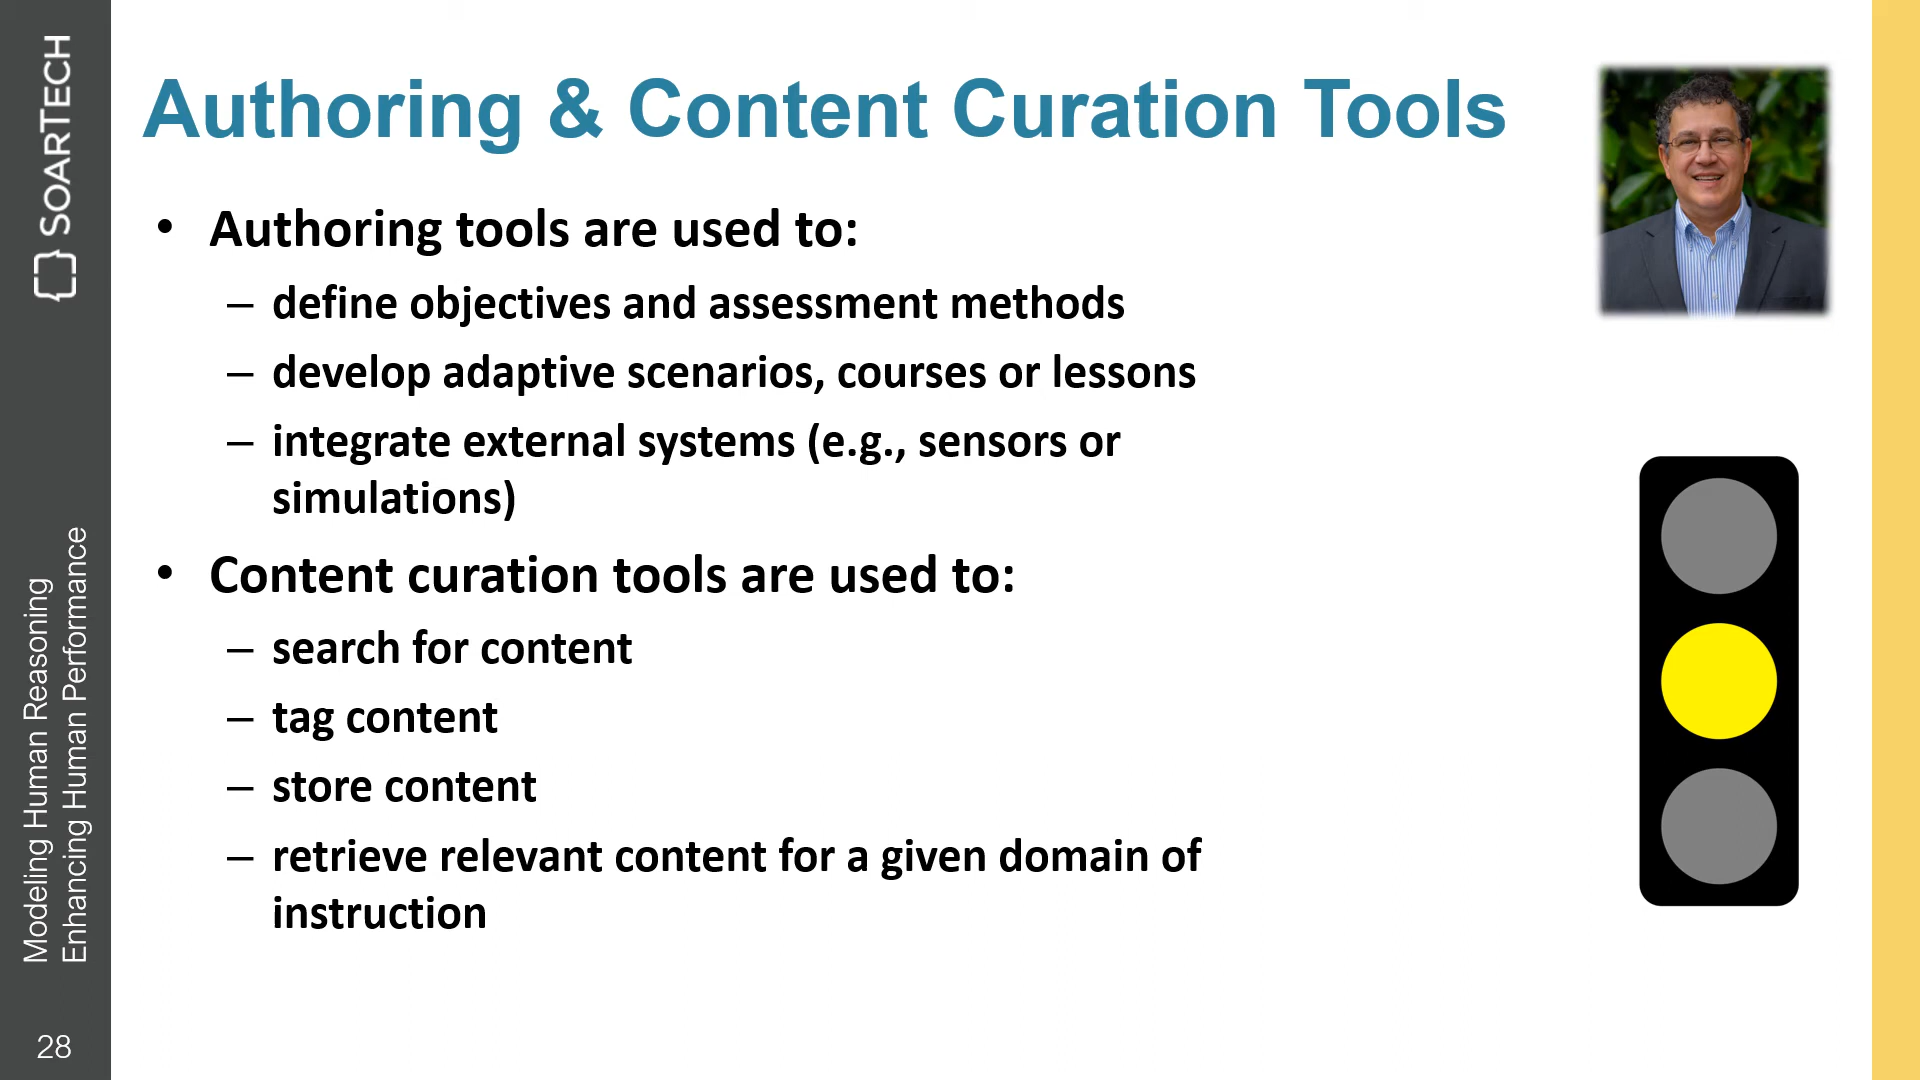 Authoring & Content Curation Tools
• Authoring tools are used to:
– define objectives and assessment methods
– develop adaptive scenarios, courses or lessons
– integrate external systems (e.g., sensors or
simulations)
• Content curation tools are used to:
– search for content
– tag content
– store content
– retrieve relevant content for a given domain of
instruction
SOARTECH
Modeling Human Reasoning
Enhancing Human Performance
28